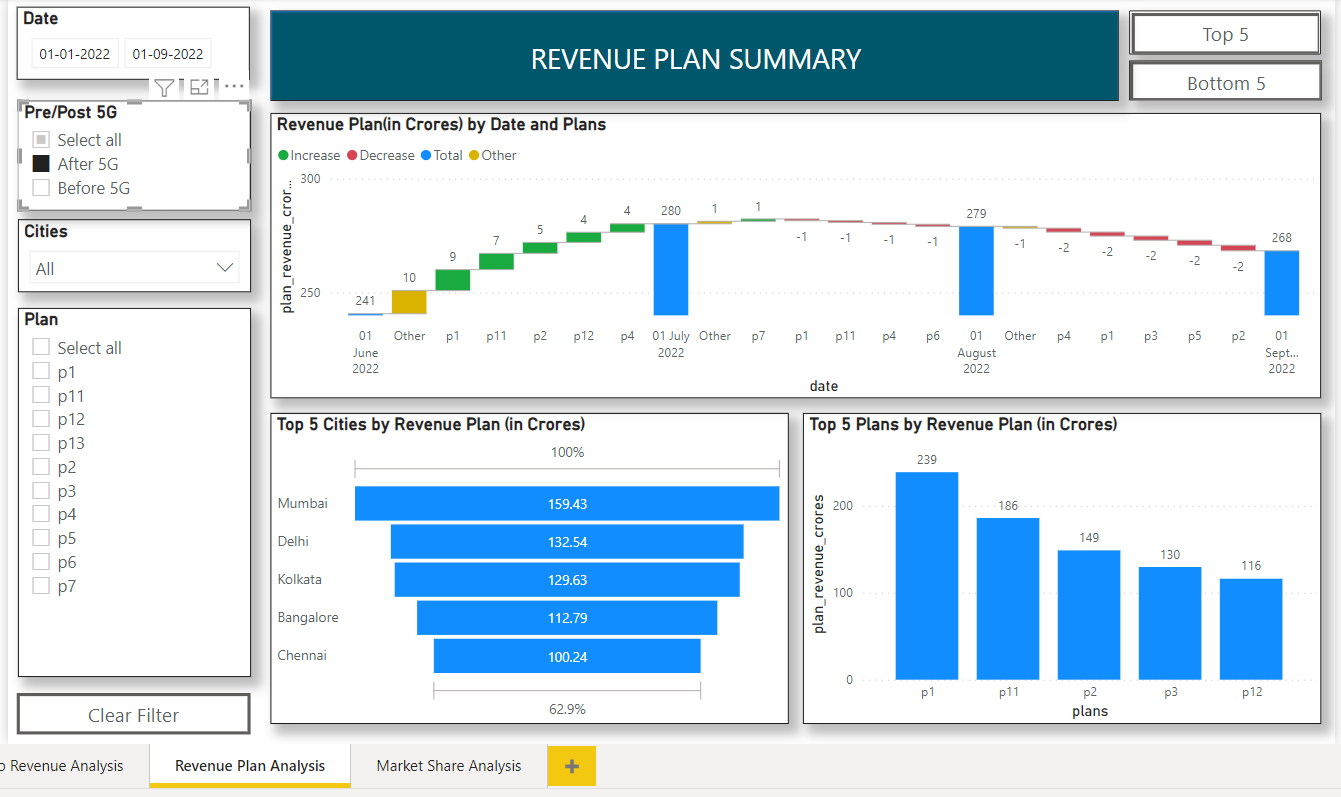 Date
01-01-2022 01-09-2022
Pre/Post 5G
Select all
After 5G
Before 5G
Cities
All
Plan
Select all
p1
p11
p12
p13
p2
p3
p4
p5
p6
p7
Clear Filter
REVENUE PLAN SUMMARY
Top 5
Bottom 5
Revenue Plan(in Crores) by Date and Plans
Increase Decrease Total Other
plan_revenue_cror...
300
250
241 10 9 7 5 4 4 280 1 1 -1 -1 -1 -1 279 -1 -2 -2 -2 -2 -2 268
01 June 2022 Other p1 p11 p2 p12 p4 01 July 2022 Other p7 p1 p11 p4 p6 01 August 2022 Other p4 p1 p3 p5 p2 01 Sept... 2022
date
Top 5 Cities by Revenue Plan (in Crores)
100%
Mumbai 159.43
Delhi 132.54
Kolkata 129.63
Bangalore 112.79
Chennai 100.24
62.9%
Top 5 Plans by Revenue Plan (in Crores)
plan_revenue_crores
200
100
0
239 186 149 130 116
p1 p11 p2 p3 p12
plans
Revenue Analysis Revenue Plan Analysis Market Share Analysis +